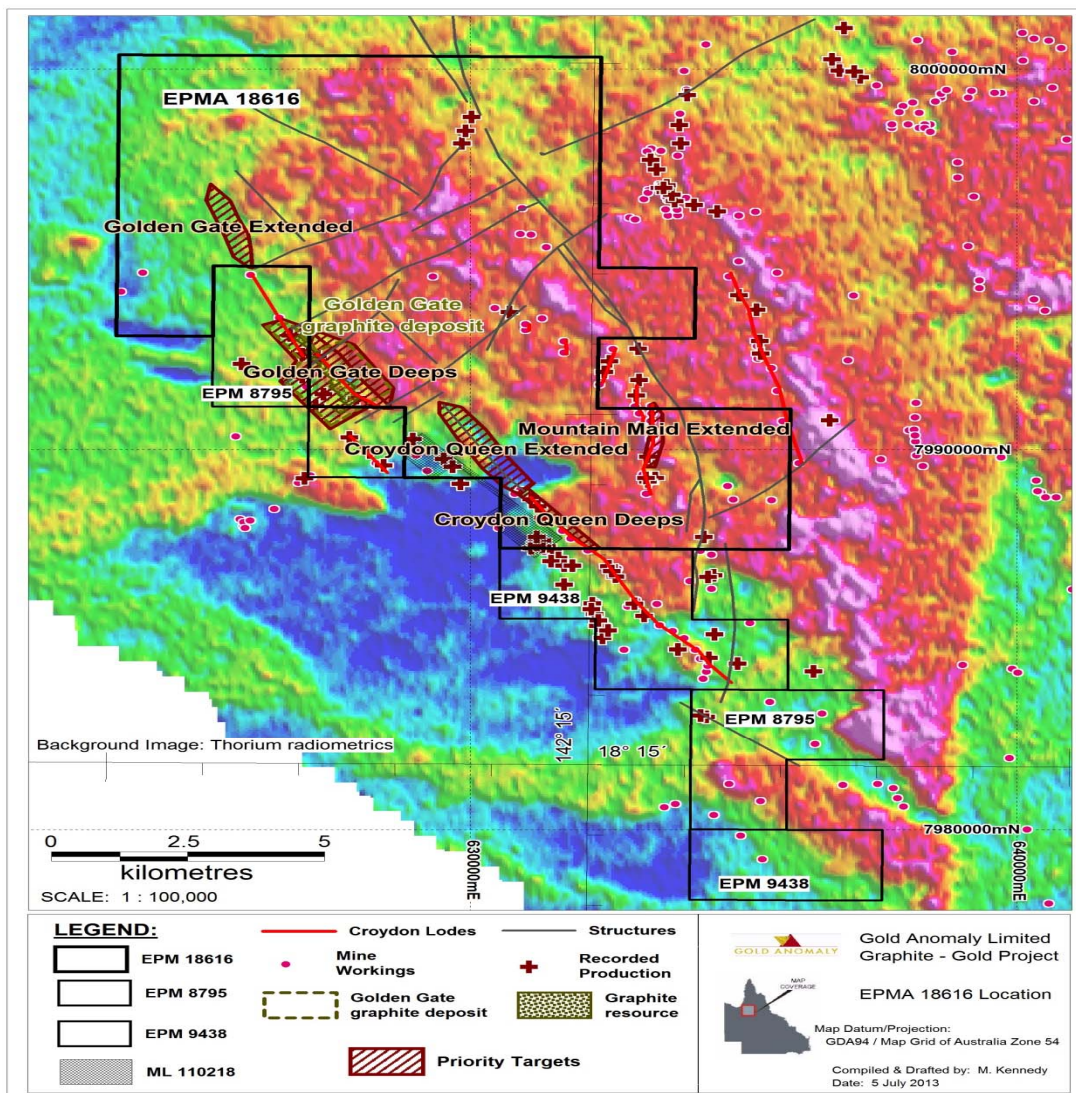 8000000mN
EPMA 18616
Golden Gate Extended
Golden Gate
graphite deposit
Golden Gate Deeps
EPM 8795
Mountain Maid Extended
7990000mN
Croydon Queen Extended
Croydon Queen Deeps
EPM 9438
EPM 8795
142° 15´
18° 15´
Background Image: Thorium radiometrics
7980000mN
0 2.5 5
kilometres
SCALE: 1 : 100,000
630000mE
640000mE
EPM 9438
LEGEND:
EPM 18616
EPM 8795
EPM 9438
ML 110218
Croydon Lodes
Structures
Mine
Workings
Recorded
Production
Golden Gate
graphite deposit
Graphite
resource
Priority Targets
GOLD ANOMALY
Gold Anomaly Limited
Graphite - Gold Project
MAP
COVERAGE
EPMA 18616 Location
Map Datum/Projection:
GDA94 / Map Grid of Australia Zone 54
Compiled & Drafted by: M. Kennedy
Date: 5 July 2013